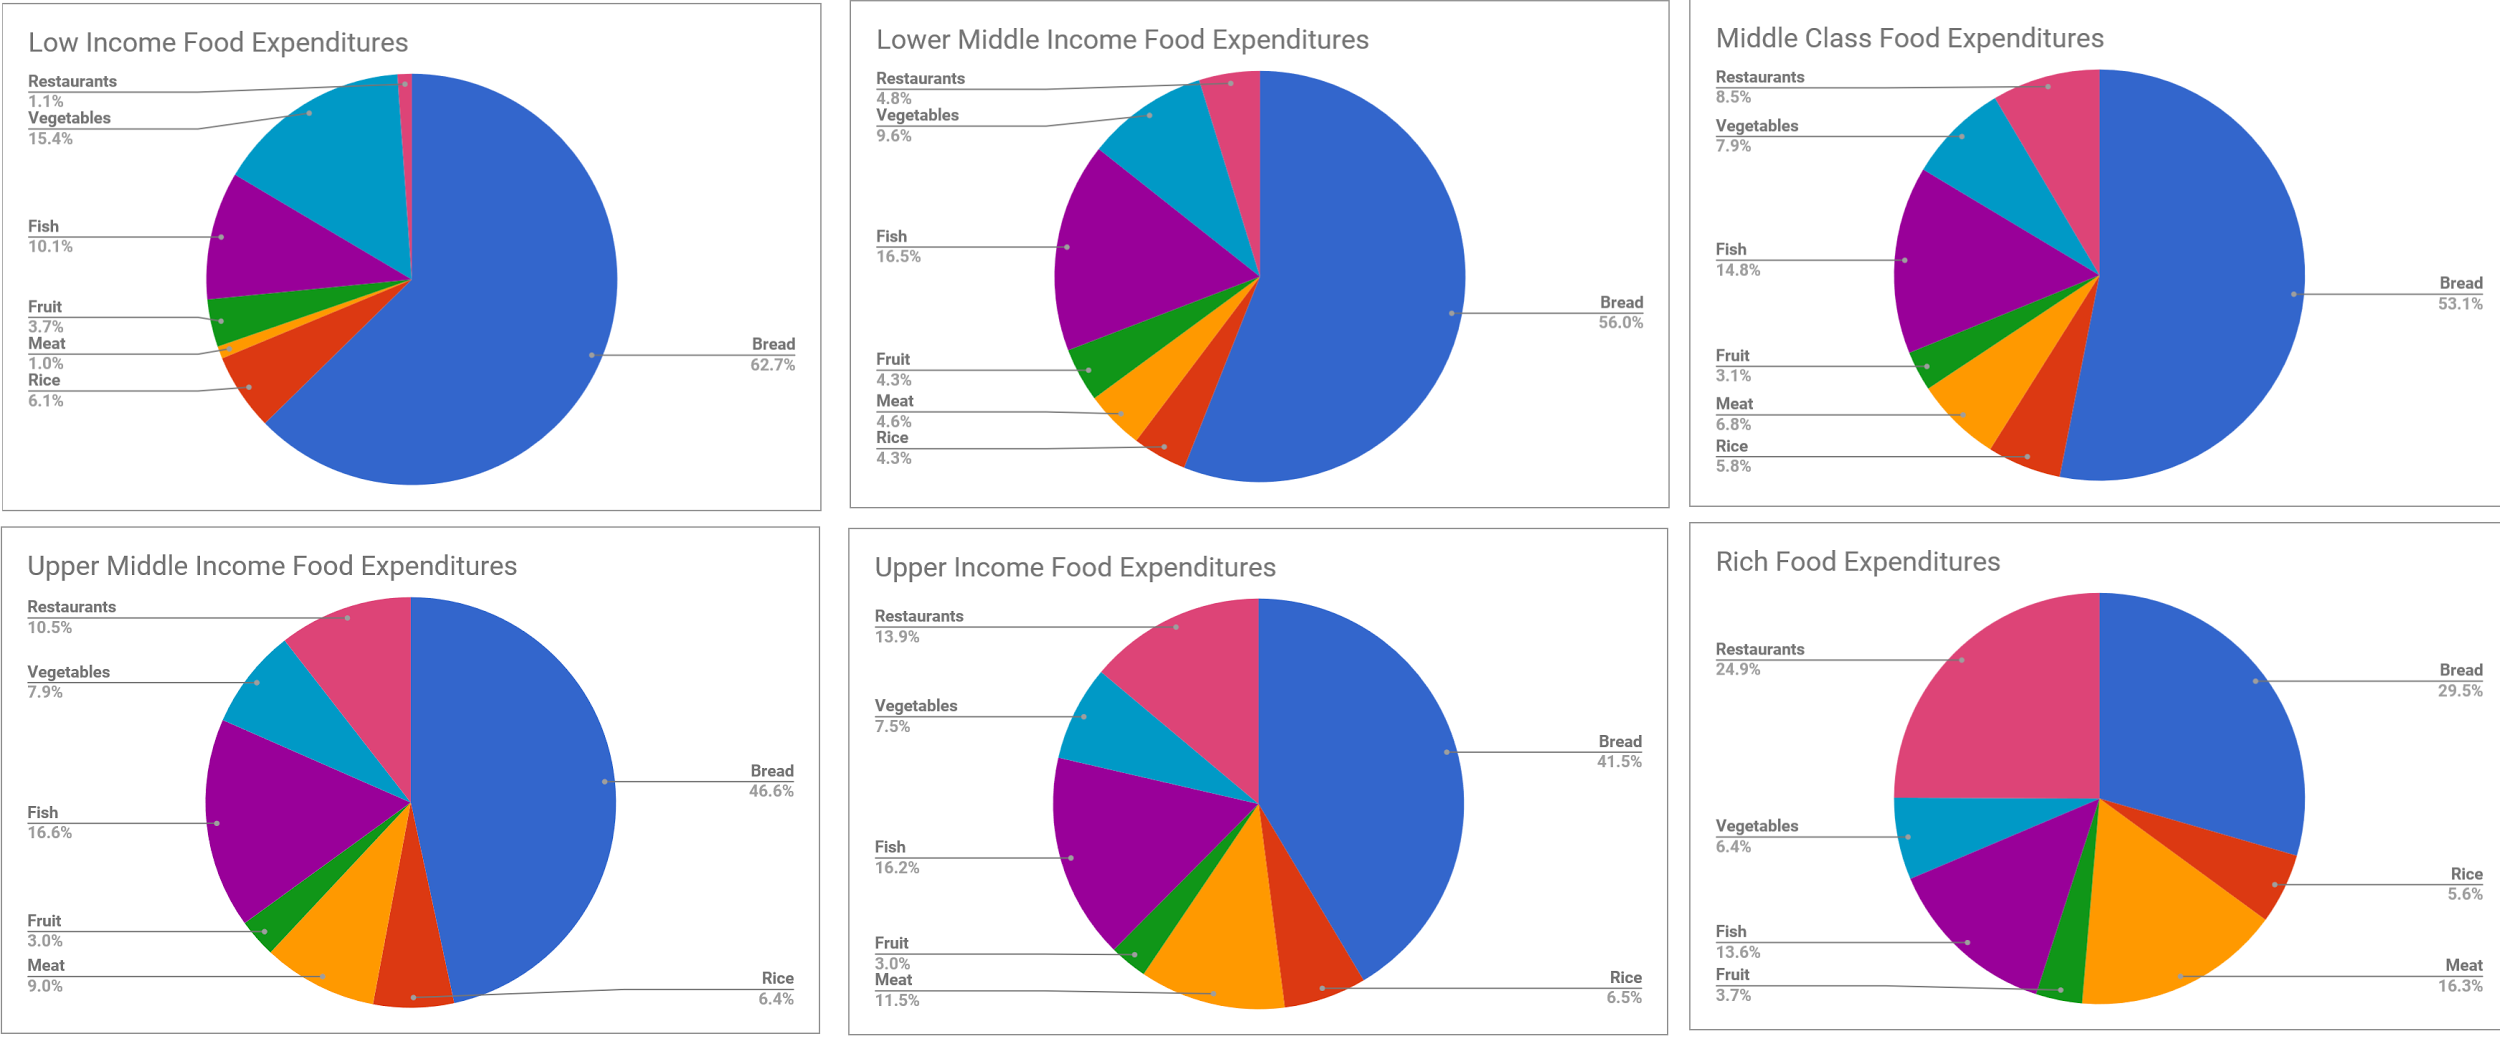 Low Income Food Expenditures
Restaurants
1.1%
Vegetables
15.4%
Fish
10.1%
Fruit
3.7%
Meat
1.0%
Rice
6.1%
Bread
62.7%
Lower Middle Income Food Expenditures
Restaurants
4.8%
Vegetables
9.6%
Fish
16.5%
Fruit
4.3%
Meat
4.6%
Rice
4.3%
Bread
56.0%
Middle Class Food Expenditures
Restaurants
8.5%
Vegetables
7.9%
Fish
14.8%
Fruit
3.1%
Meat
6.8%
Rice
5.8%
Bread
53.1%
Upper Middle Income Food Expenditures
Restaurants
10.5%
Vegetables
7.9%
Fish
16.6%
Fruit
3.0%
Meat
9.0%
Bread
46.6%
Rice
6.4%
Upper Income Food Expenditures
Restaurants
13.9%
Vegetables
7.5%
Fish
16.2%
Fruit
3.0%
Meat
11.5%
Bread
41.5%
Rice
6.5%
Rich Food Expenditures
Restaurants
24.9%
Vegetables
6.4%
Fish
13.6%
Fruit
3.7%
Bread
29.5%
Rice
5.6%
Meat
16.3%